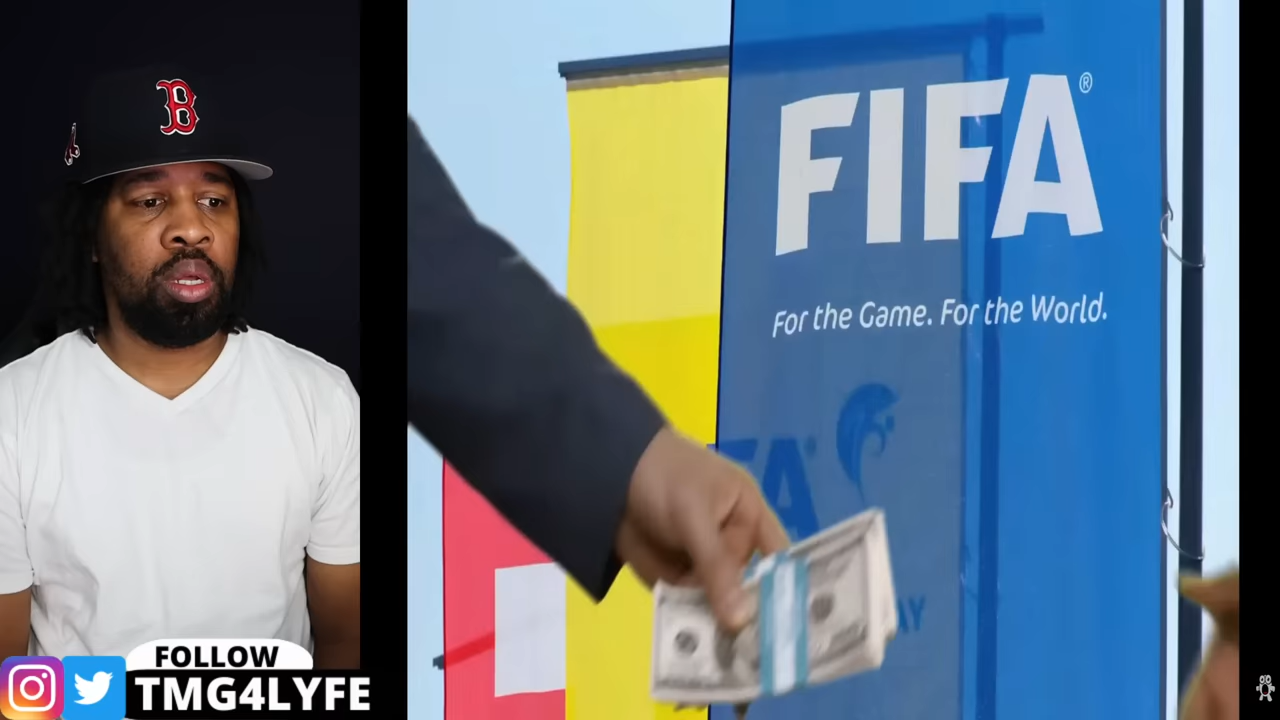 B
FIFA®
For the Game. For the World.
FOLLOW
TMG4LYFE